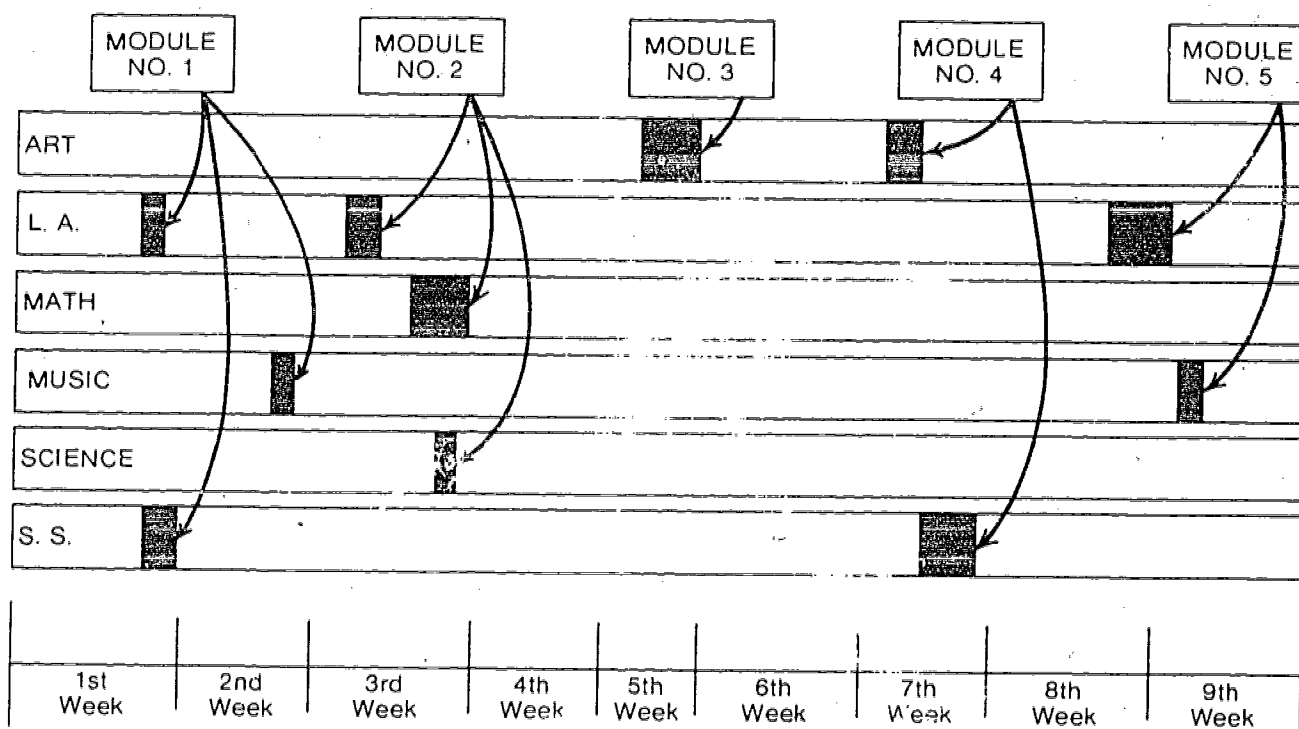 MODULE
NO. 1
MODULE
NO. 2
MODULE
NO. 3
MODULE
NO. 4
MODULE
NO. 5
ART
L. A.
MATH
MUSIC
SCIENCE
S. S.
1st
Week
2nd
Week
3rd
Week
4th
Week
5th
Week
6th
Week
7th
Week
8th
Week
9th
Week